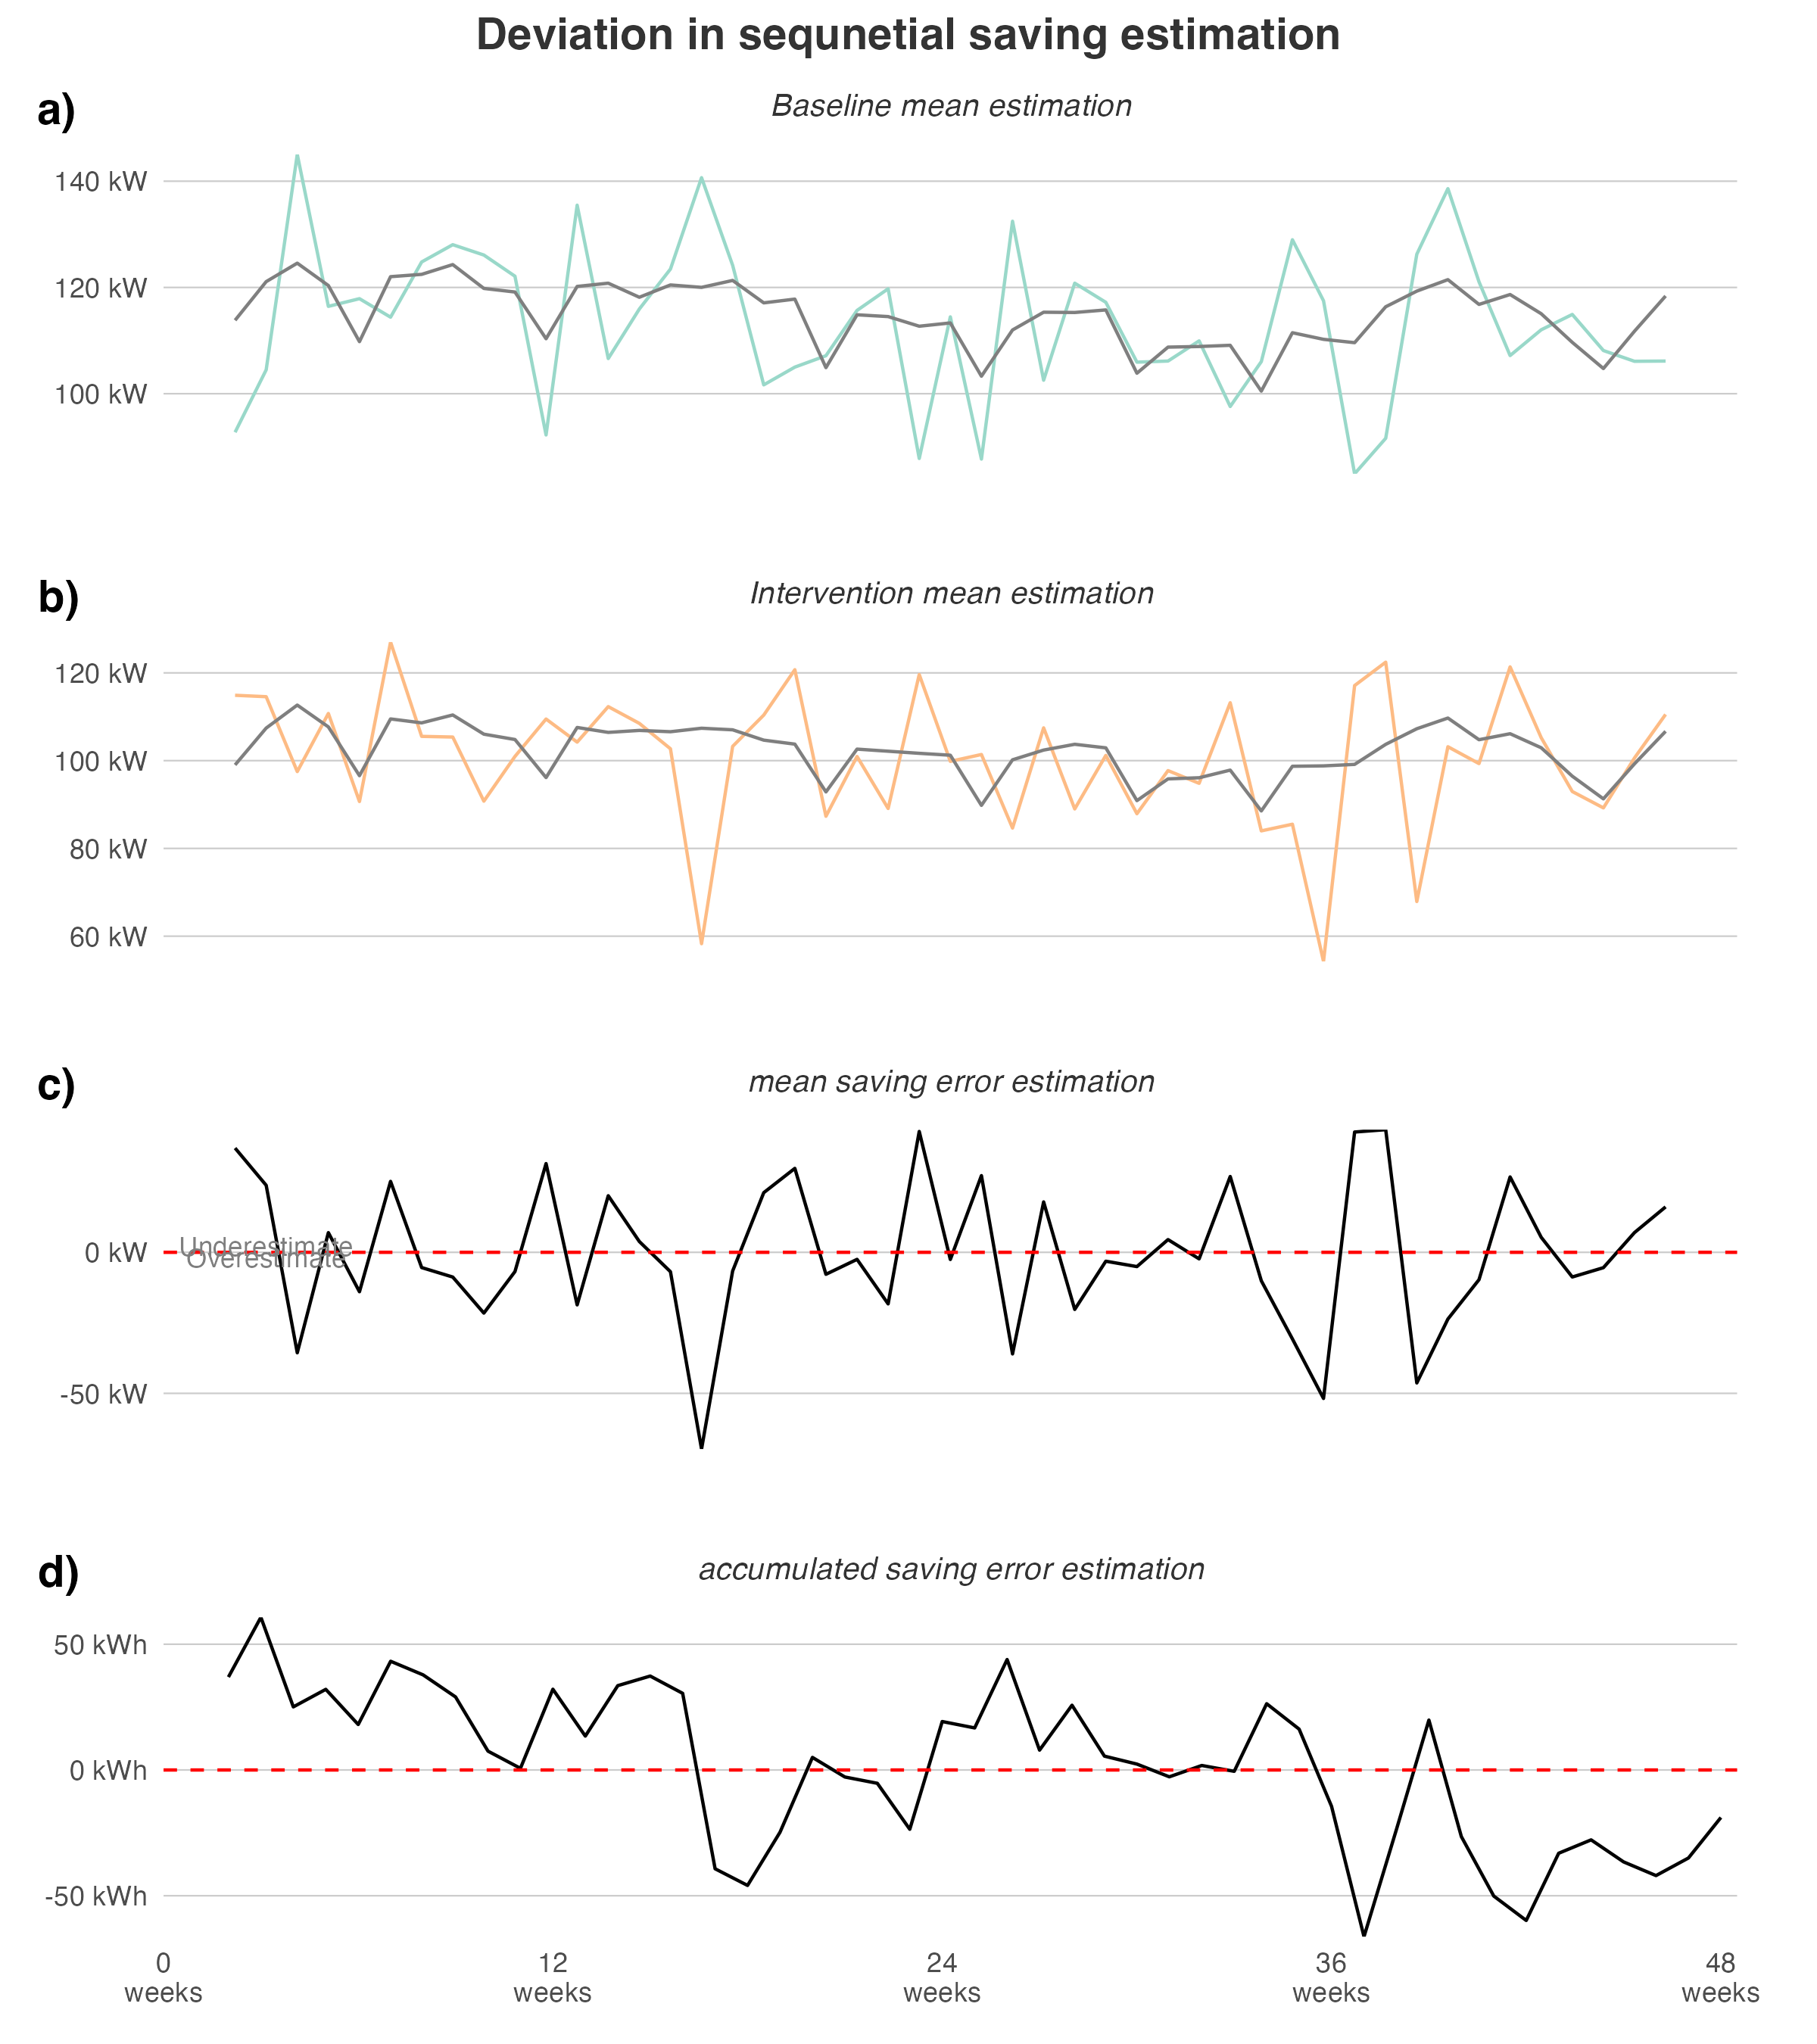 Deviation in sequnetial saving estimation
a)
Baseline mean estimation
140 kW
120 kW
100 kW
b)
Intervention mean estimation
120 kW
100 kW
80 kW
60 kW
c)
mean saving error estimation
Underestimate
0 kW
Overestimate
-50 kW
d)
accumulated saving error estimation
50 kWh
0 kWh
-50 kWh
0 12 24 36 48
weeks weeks weeks weeks weeks